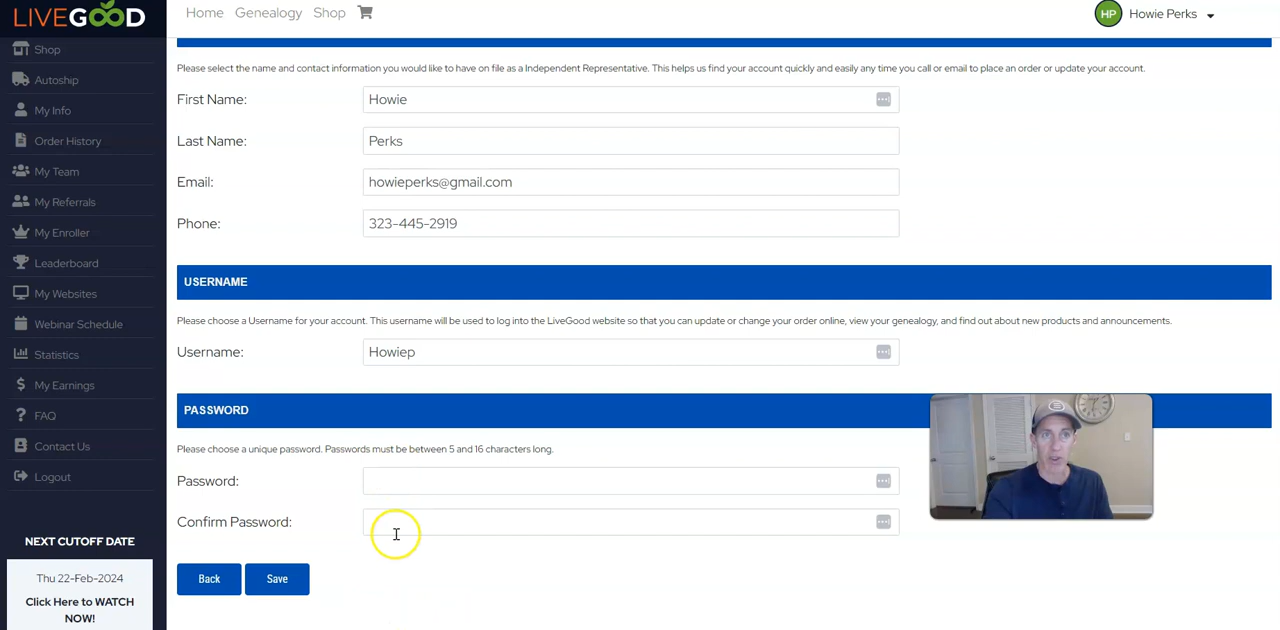 LIVEGOOD
Home Genealogy Shop
HP Howie Perks
Shop
Autoship
My Info
Order History
My Team
My Referrals
My Enroller
Leaderboard
My Websites
Webinar Schedule
Statistics
My Earnings
FAQ
Contact Us
Logout
NEXT CUTOFF DATE
Thu 22-Feb-2024
Click Here to WATCH
NOW!
Please select the name and contact information you would like to have on file as a Independent Representative. This helps us find your account quickly and easily any time you call or email to place an order or update your account.
First Name: Howie
Last Name: Perks
Email: howieperks@gmail.com
Phone: 323-445-2919
USERNAME
Please choose a Username for your account. This username will be used to log into the LiveGood website so that you can update or change your order online, view your genealogy, and find out about new products and announcements.
Username: Howiep
PASSWORD
Please choose a unique password. Passwords must be between 5 and 16 characters long.
Password:
Confirm Password:
Back Save